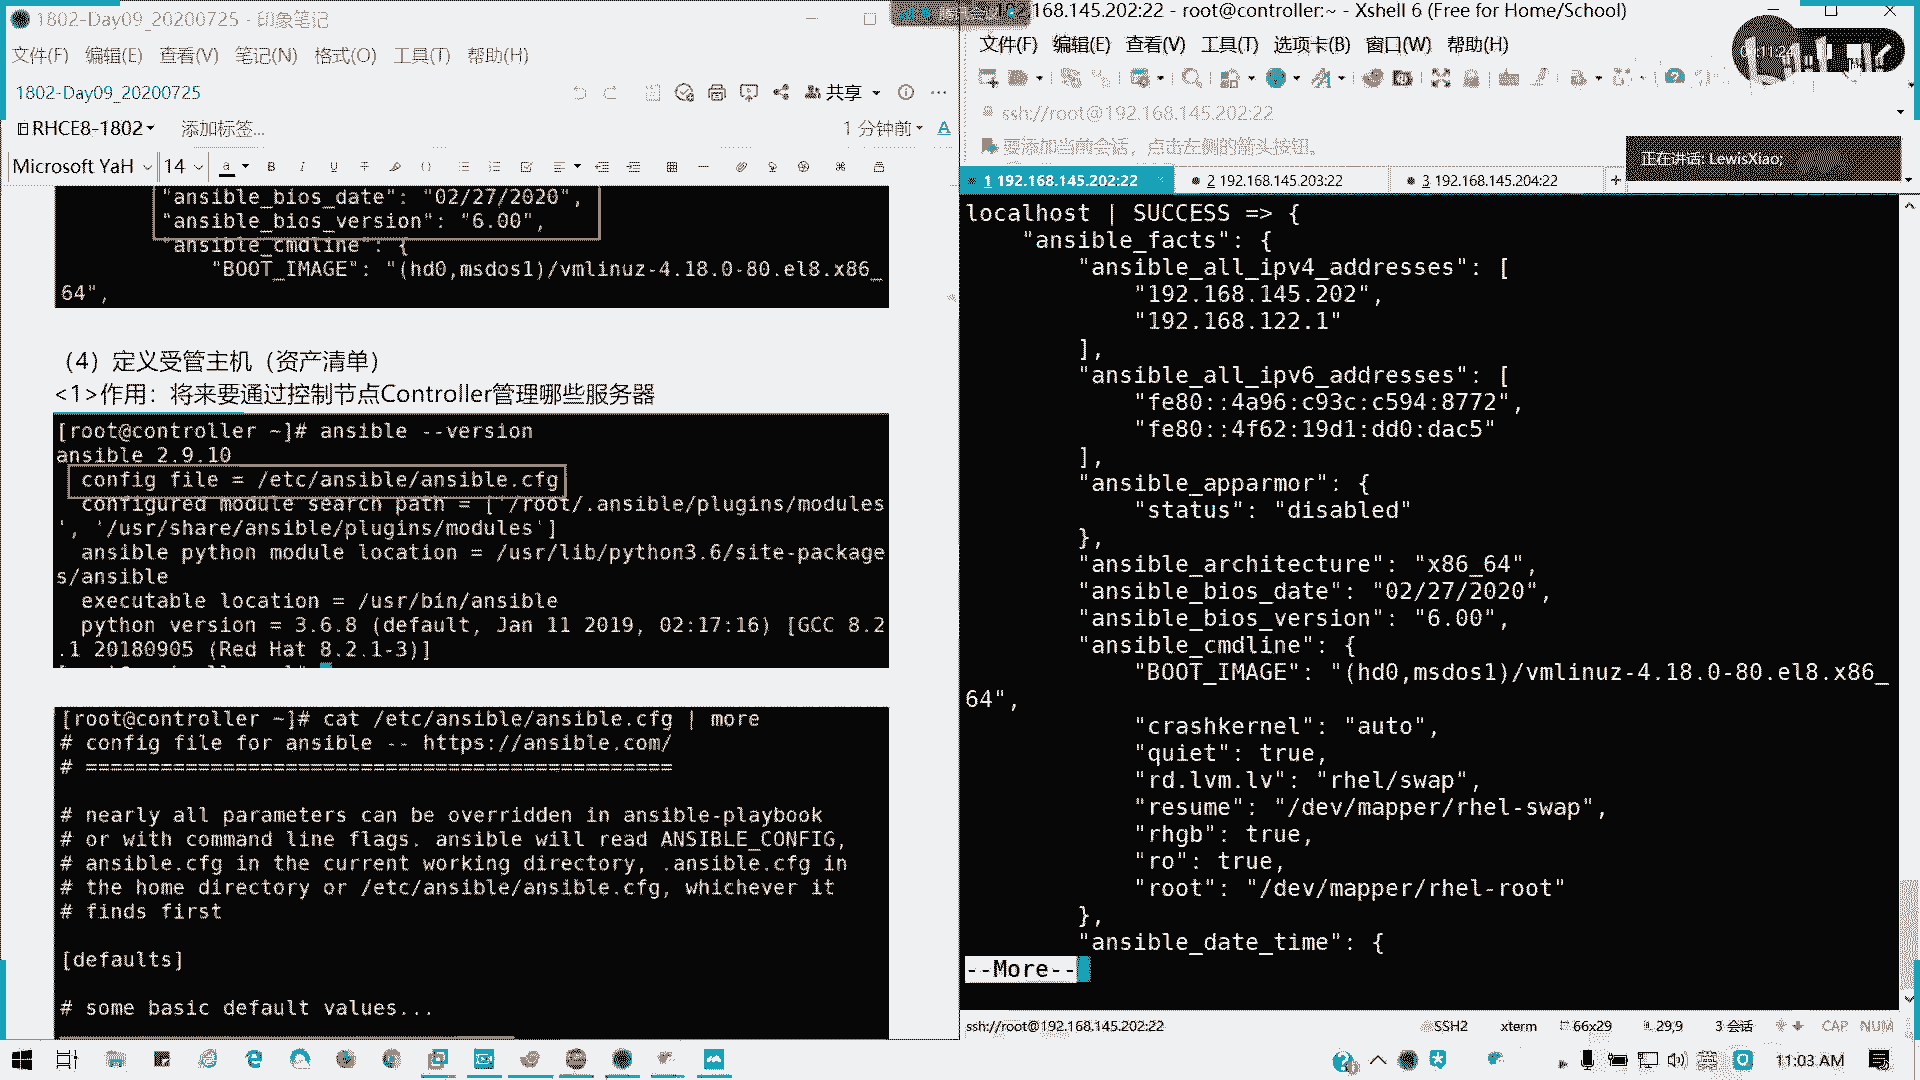 1802-Day09_20200725 - 印象笔记
文件(F) 编辑(E) 查看(V) 笔记(N) 格式(O) 工具(T) 帮助(H)
1802-Day09_20200725
共享
RHCE8-1802
添加标签...
1 分钟前
Microsoft YaH
14
"ansible_bios_date": "02/27/2020",
"ansible_bios_version": "6.00",
"ansible_cmdline": {
"BOOT_IMAGE": "(hd0,msdos1)/vmlinuz-4.18.0-80.el8.x86_
64",
（4）定义受管主机（资产清单）
<1>作用：将来要通过控制节点Controller管理哪些服务器
[root@controller ~]# ansible --version
ansible 2.9.10
config file = /etc/ansible/ansible.cfg
configured module search path = ['/root/.ansible/plugins/modules
', '/usr/share/ansible/plugins/modules']
ansible python module location = /usr/lib/python3.6/site-package
s/ansible
executable location = /usr/bin/ansible
python version = 3.6.8 (default, Jan 11 2019, 02:17:16) [GCC 8.2
.1 20180905 (Red Hat 8.2.1-3)]
[root@controller ~]# cat /etc/ansible/ansible.cfg | more
# config file for ansible -- https://ansible.com/
# ===============================================
# nearly all parameters can be overridden in ansible-playbook
# or with command line flags. ansible will read ANSIBLE_CONFIG,
# ansible.cfg in the current working directory, .ansible.cfg in
# the home directory or /etc/ansible/ansible.cfg, whichever it
# finds first
[defaults]
# some basic default values...
.168.145.202:22 - root@controller:~ - Xshell 6 (Free for Home/School)
文件(F) 编辑(E) 查看(V) 工具(T) 选项卡(B) 窗口(W) 帮助(H)
ssh://root@192.168.145.202:22
要添加当前会话，点击左侧的箭头按钮。
正在讲话: LewisXiao;
1 192.168.145.202:22
2 192.168.145.203:22
3 192.168.145.204:22
localhost | SUCCESS => {
"ansible_facts": {
"ansible_all_ipv4_addresses": [
"192.168.145.202",
"192.168.122.1"
],
"ansible_all_ipv6_addresses": [
"fe80::4a96:c93c:c594:8772",
"fe80::4f62:19d1:dd0:dac5"
],
"ansible_apparmor": {
"status": "disabled"
},
"ansible_architecture": "x86_64",
"ansible_bios_date": "02/27/2020",
"ansible_bios_version": "6.00",
"ansible_cmdline": {
"BOOT_IMAGE": "(hd0,msdos1)/vmlinuz-4.18.0-80.el8.x86_
64",
"crashkernel": "auto",
"quiet": true,
"rd.lvm.lv": "rhel/swap",
"resume": "/dev/mapper/rhel-swap",
"rhgb": true,
"ro": true,
"root": "/dev/mapper/rhel-root"
},
"ansible_date_time": {
--More--
ssh://root@192.168.145.202:22
SSH2
xterm
66x29
29,9
3 会话
CAP NUM
11:03 AM